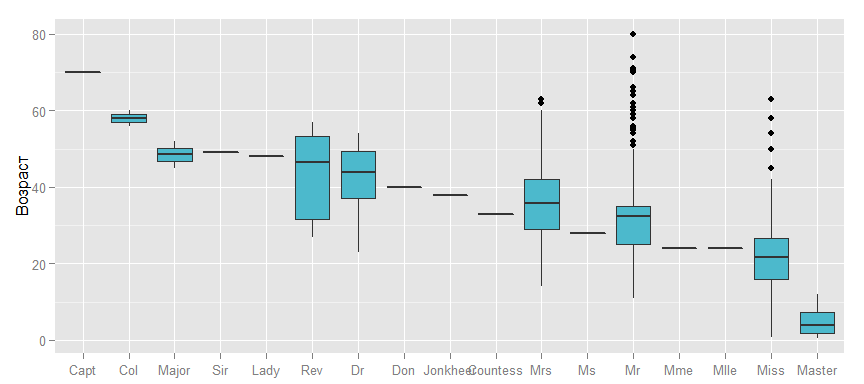 Возраст
80
60
40
20
0
Capt Col Major Sir Lady Rev Dr Don Jonkheer Countess Mrs Ms Mr Mme Mlle Miss Master